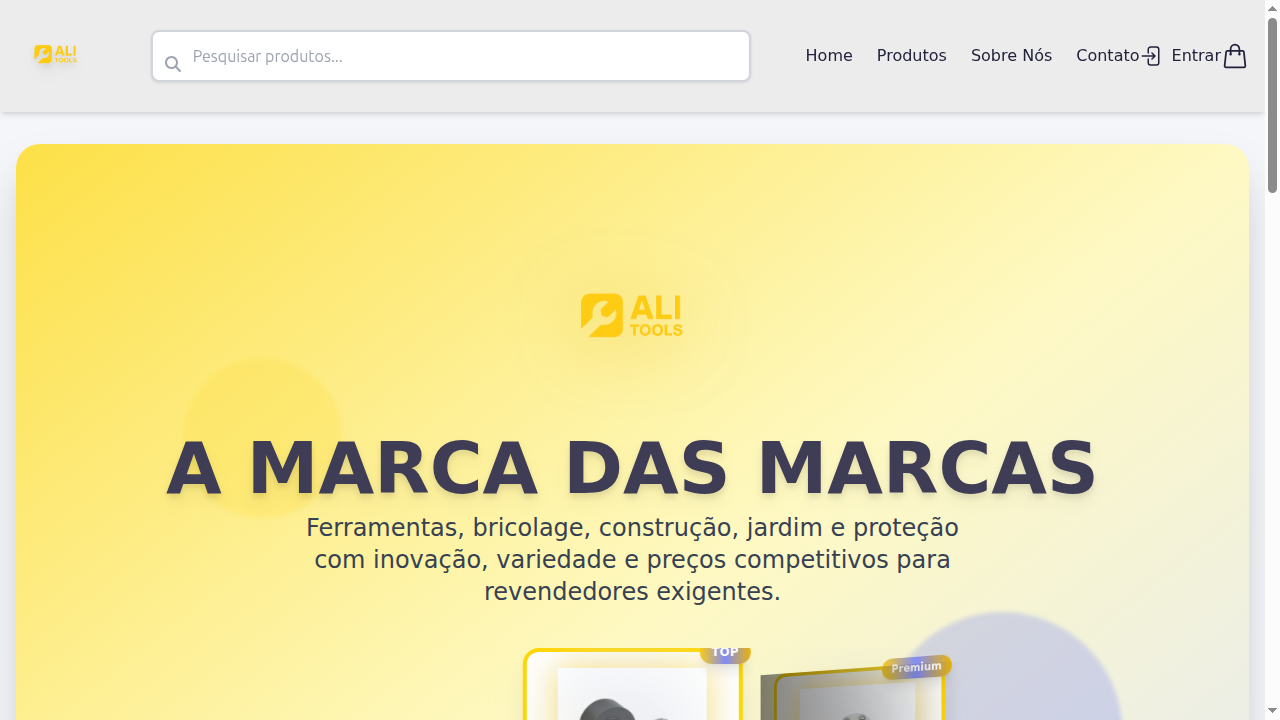 ALI
TOOLS
Pesquisar produtos...
Home
Produtos
Sobre Nós
Contato
Entrar
ALI
TOOLS
A MARCA DAS MARCAS
Ferramentas, bricolage, construção, jardim e proteção
com inovação, variedade e preços competitivos para
revendedores exigentes.
TOP
Premium